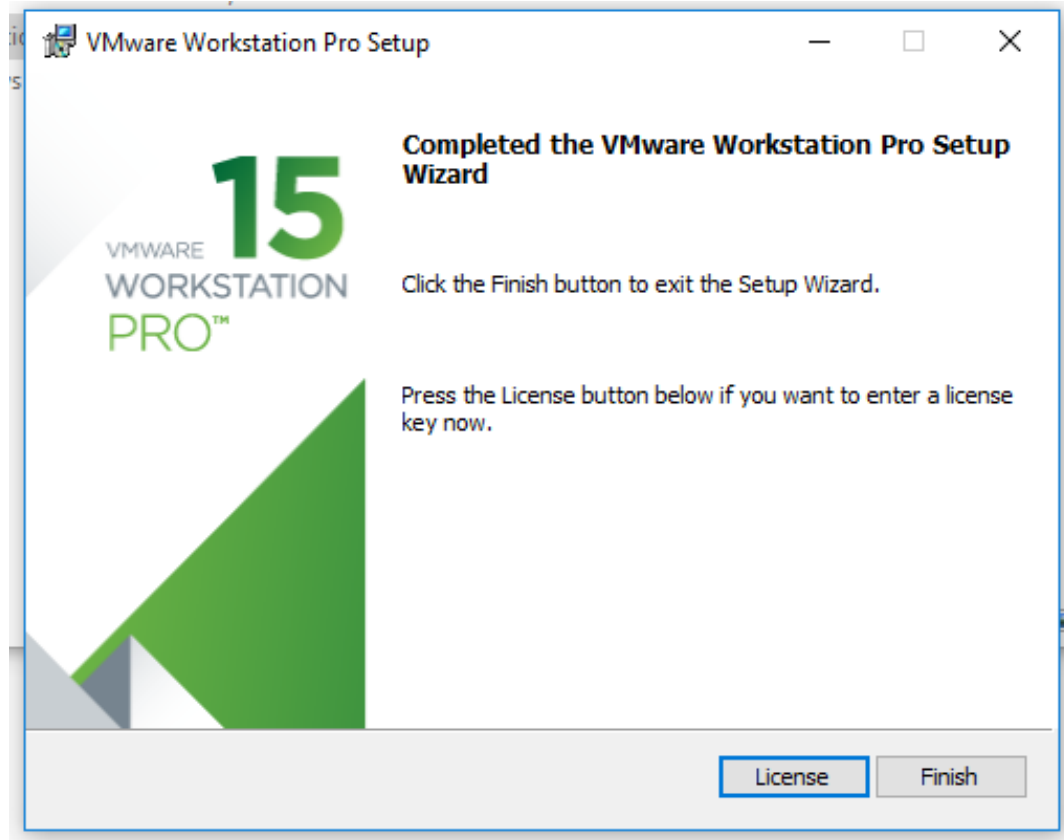 VMware Workstation Pro Setup
Completed the VMware Workstation Pro Setup
Wizard
15
VMWARE
WORKSTATION
PRO™
Click the Finish button to exit the Setup Wizard.
Press the License button below if you want to enter a license
key now.
License
Finish